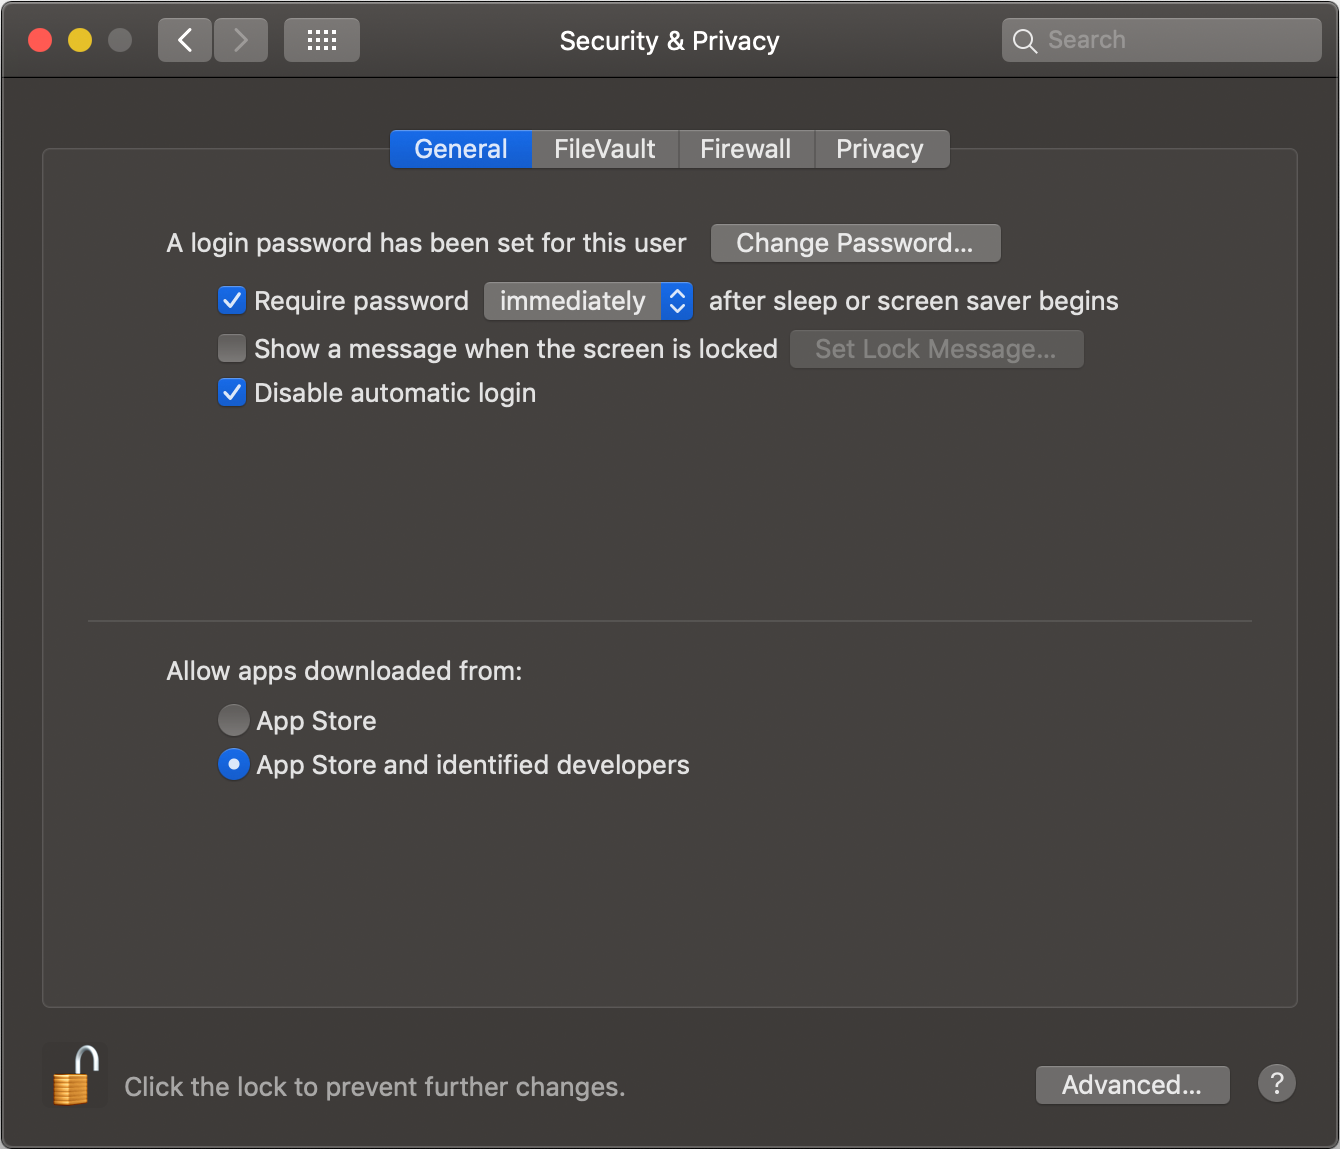 Security & Privacy
Search
General FileVault Firewall Privacy
A login password has been set for this user Change Password...
Require password immediately after sleep or screen saver begins
Show a message when the screen is locked Set Lock Message...
Disable automatic login
Allow apps downloaded from:
App Store
App Store and identified developers
Click the lock to prevent further changes.
Advanced... ?